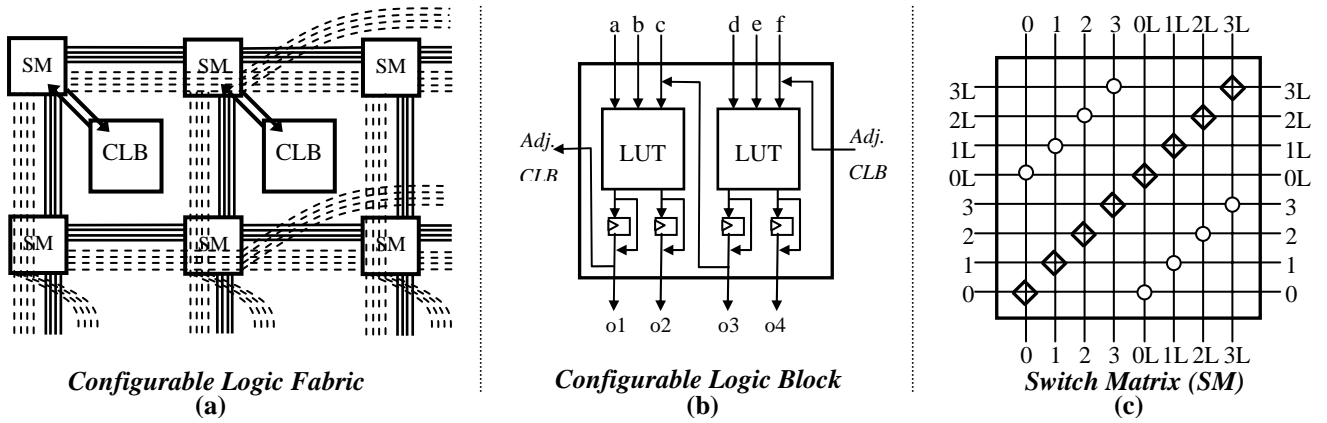 SM SM SM
CLB CLB
SM SM SM
Configurable Logic Fabric
(a)
a b c d e f
LUT LUT
Adj.
CLB
Adj.
CLB
o1 o2 o3 o4
Configurable Logic Block
(b)
0 1 2 3 0L 1L 2L 3L
3L 3L
2L 2L
1L 1L
0L 0L
3 3
2 2
1 1
0 0
0 1 2 3 0L 1L 2L 3L
Switch Matrix (SM)
(c)